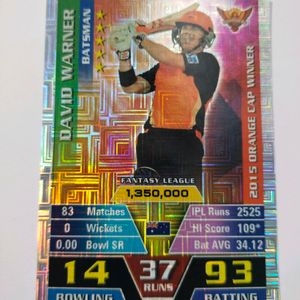 DAVID WARNER
BATSMAN
2015 ORANGE CAP WINNER
FANTASY LEAGUE
1,350,000
83 Matches
0 Wickets
0.00 Bowl SR
IPL Runs 2525
Hi Score 109*
Bat AVG 34.12
14
37
RUNS
93
BOWLING
BATTING